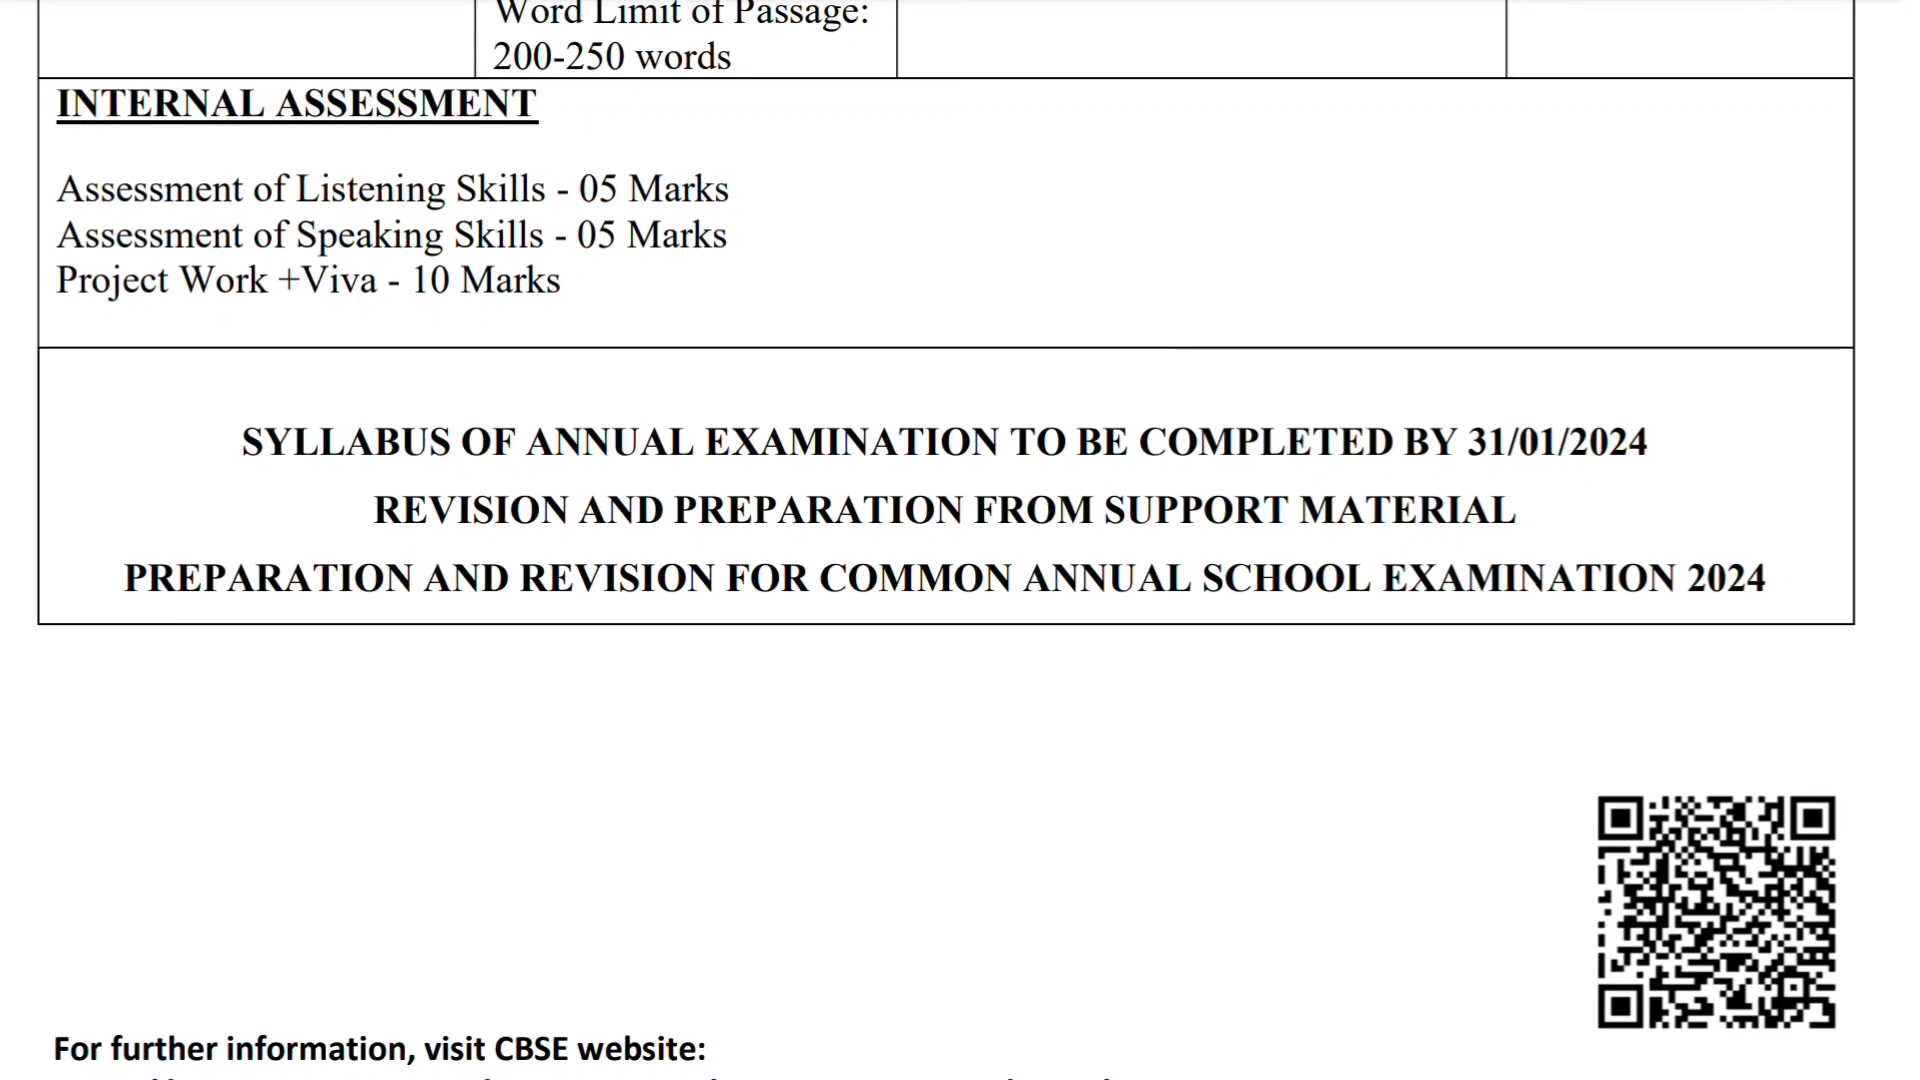 Word Limit of Passage:
200-250 words
INTERNAL ASSESSMENT
Assessment of Listening Skills - 05 Marks
Assessment of Speaking Skills - 05 Marks
Project Work +Viva - 10 Marks
SYLLABUS OF ANNUAL EXAMINATION TO BE COMPLETED BY 31/01/2024
REVISION AND PREPARATION FROM SUPPORT MATERIAL
PREPARATION AND REVISION FOR COMMON ANNUAL SCHOOL EXAMINATION 2024
For further information, visit CBSE website: